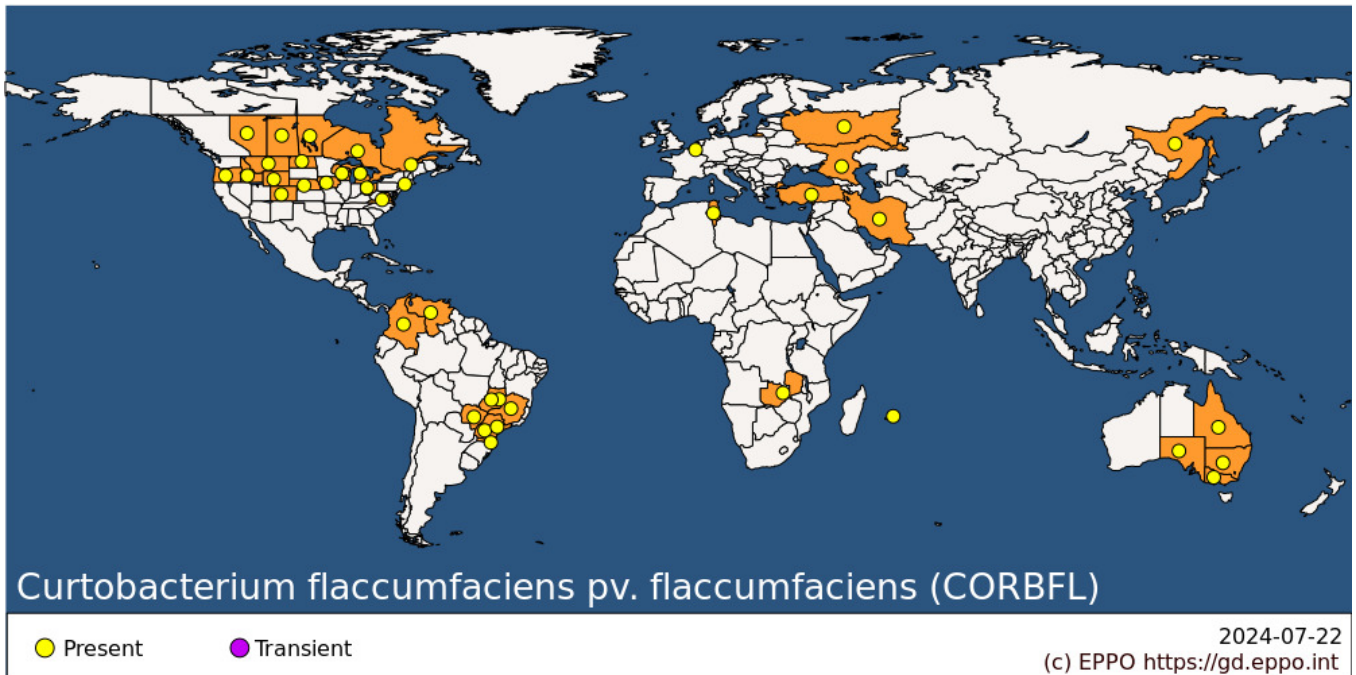 Curtobacterium flaccumfaciens pv. flaccumfaciens (CORBFL)
Present
Transient
2024-07-22
(c) EPPO https://gd.eppo.int